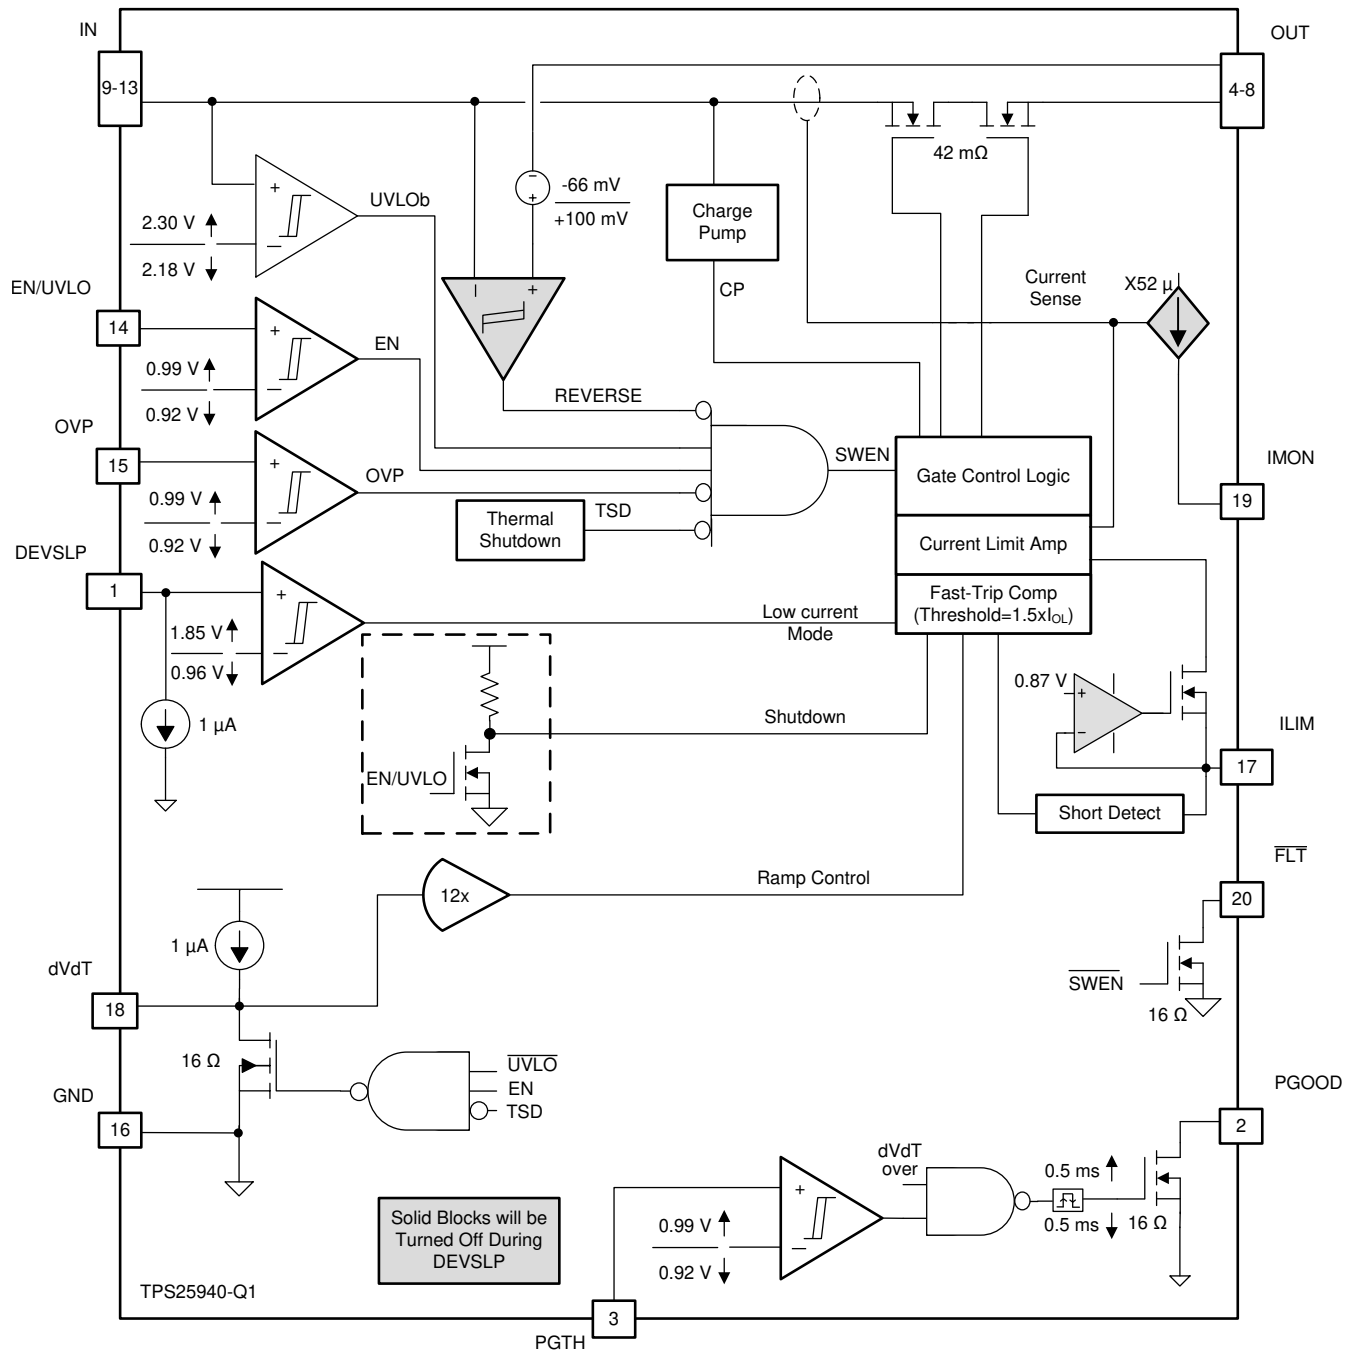 IN
OUT
9-13
4-8
42 mΩ
UVLOb
-66 mV
+100 mV
2.30 V
2.18 V
Charge
Pump
EN/UVLO
Current
Sense
X52 µ
CP
14
EN
0.99 V
0.92 V
REVERSE
OVP
15
OVP
SWEN
Gate Control Logic
IMON
19
0.99 V
0.92 V
Thermal
Shutdown
TSD
Current Limit Amp
DEVSLP
1
Fast-Trip Comp
(Threshold=1.5xIOL)
Low current
Mode
1.85 V
0.96 V
0.87 V
1 µA
Shutdown
ILIM
17
EN/UVLO
Short Detect
FLT
12x
Ramp Control
20
1 µA
dVdT
SWEN
18
16 Ω
16 Ω
UVLO
EN
TSD
GND
PGOOD
16
2
dVdT
over
0.5 ms
0.5 ms
16 Ω
Solid Blocks will be
Turned Off During
DEVSLP
0.99 V
0.92 V
TPS25940-Q1
3
PGTH